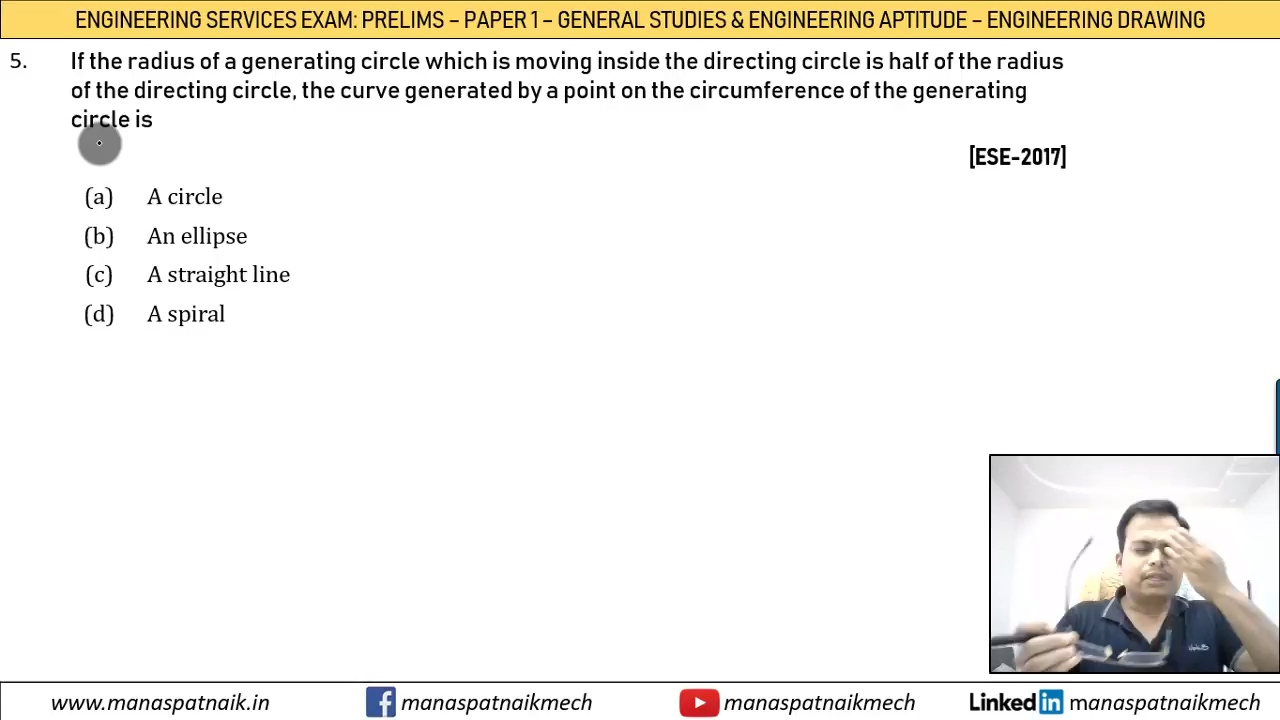 ENGINEERING SERVICES EXAM: PRELIMS – PAPER 1 – GENERAL STUDIES & ENGINEERING APTITUDE – ENGINEERING DRAWING
5. If the radius of a generating circle which is moving inside the directing circle is half of the radius
of the directing circle, the curve generated by a point on the circumference of the generating
circle is
[ESE-2017]
(a) A circle
(b) An ellipse
(c) A straight line
(d) A spiral
www.manaspatnaik.in manaspatnaikmech manaspatnaikmech Linkedin manaspatnaikmech